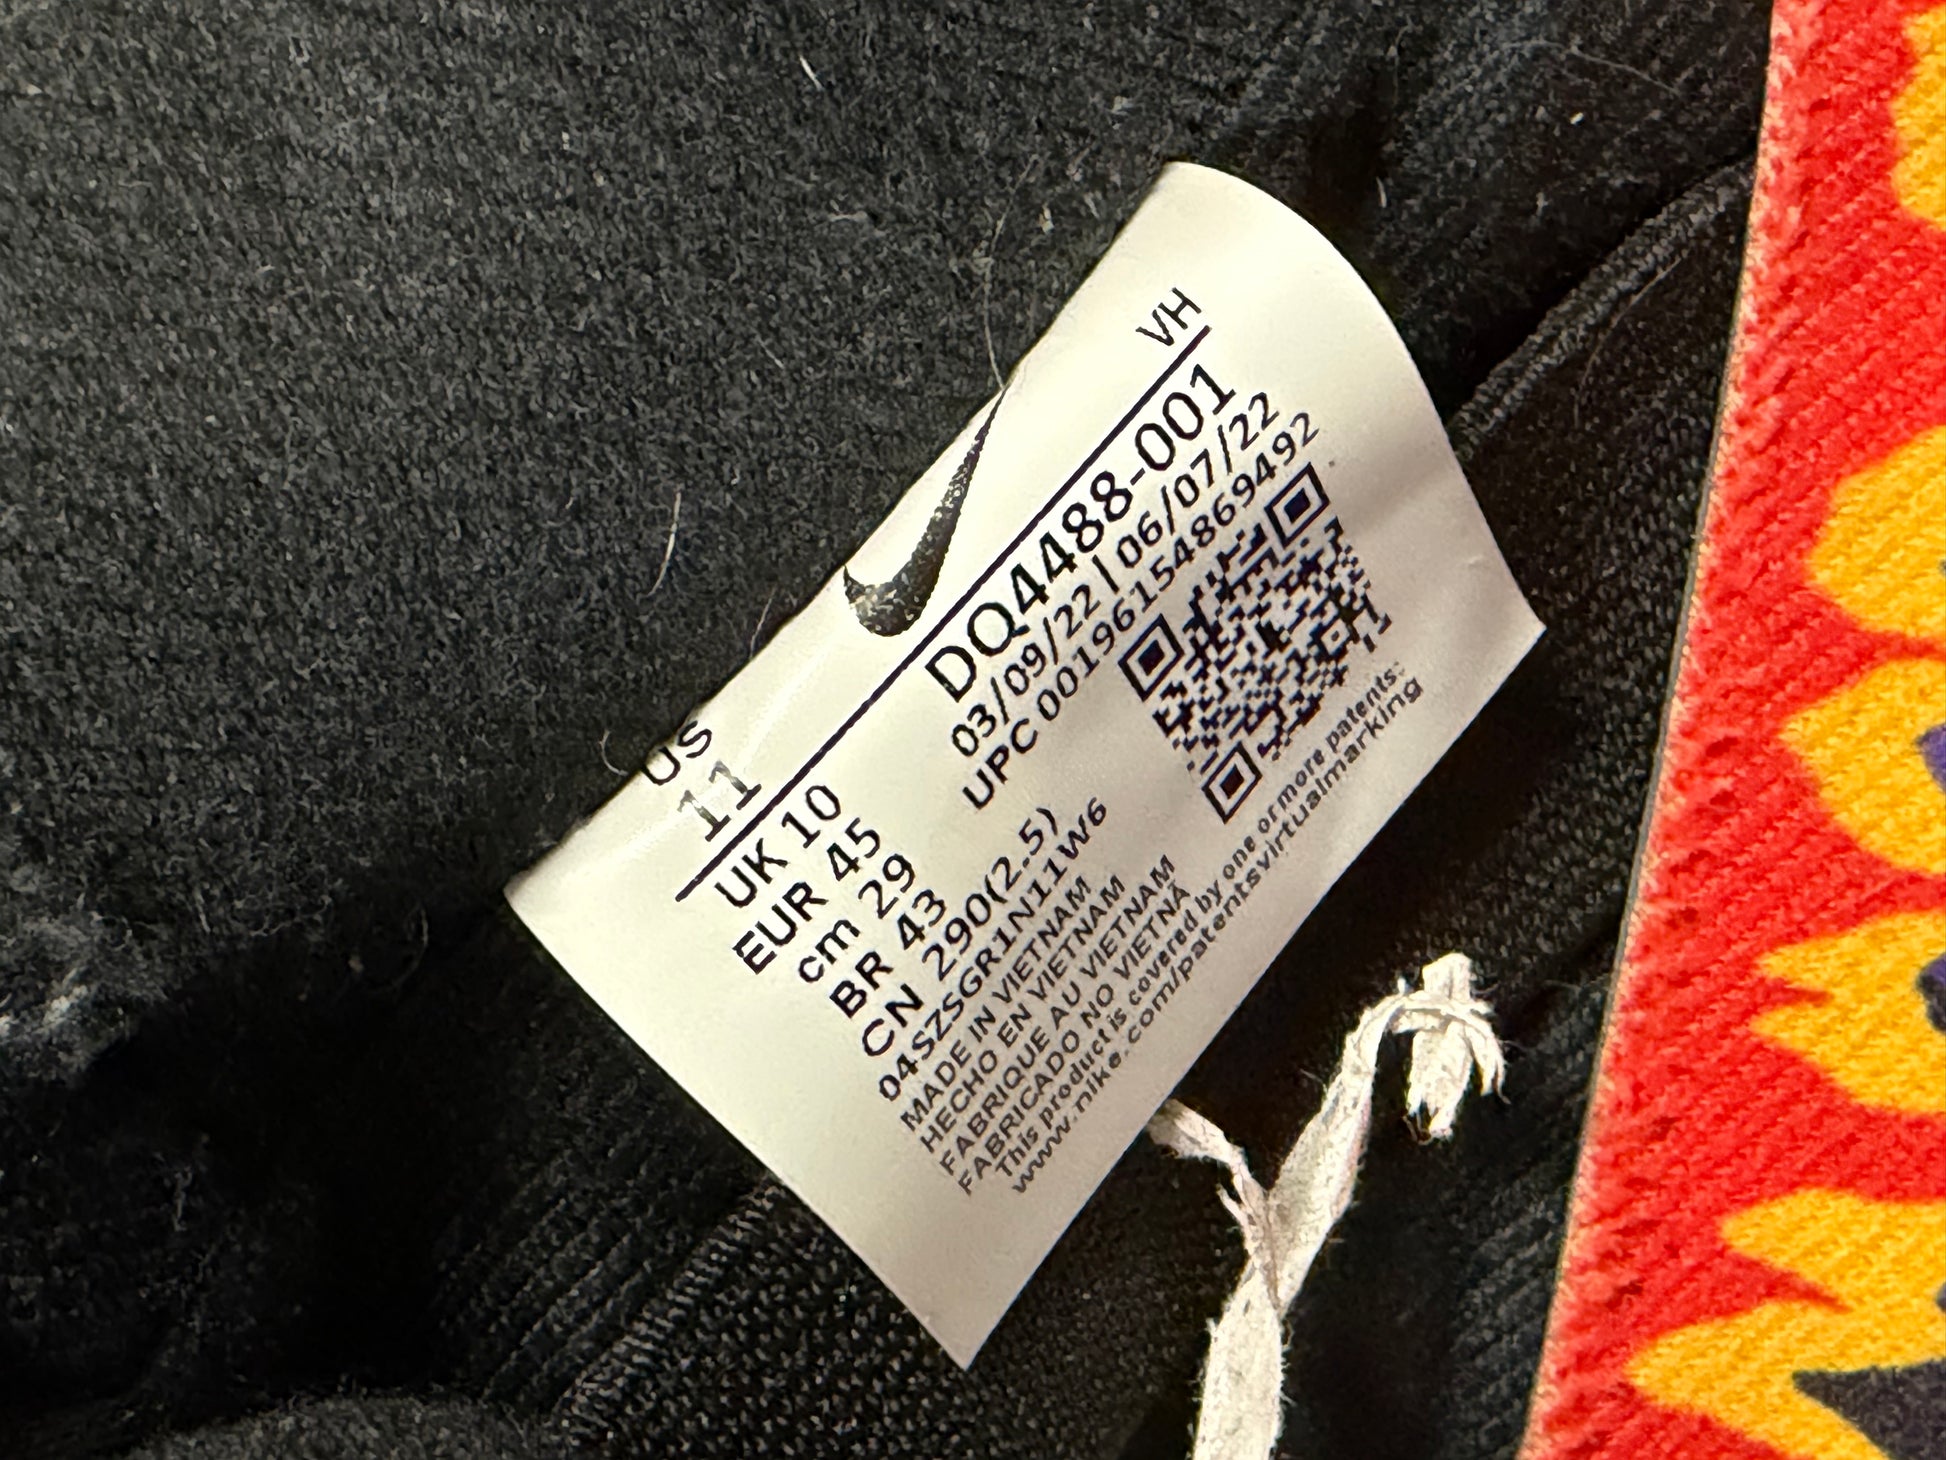 VH
US
11
DQ4488-001
03/09/22 | 06/07/22
UPC 00196154869492
UK 10
EUR 45
cm 29
BR 43
CN 290(2.5)
04SZSGR1N11W6
MADE IN VIETNAM
HECHO EN VIETNAM
FABRIQUE AU VIETNAM
FABRICADO NO VIETNÃ
This product is covered by one or more patents:
www.nike.com/patentsvirtualmarking